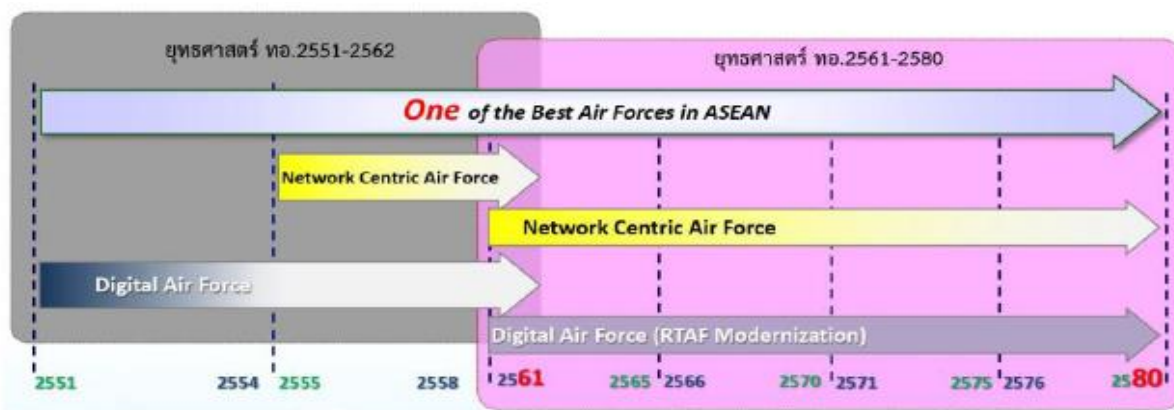 ยุทธศาสตร์ ทอ.2551-2562
ยุทธศาสตร์ ทอ.2561-2580
One of the Best Air Forces in ASEAN
Network Centric Air Force
Network Centric Air Force
Digital Air Force
Digital Air Force (RTAF Modernization)
2551 2554 2555 2558 2561 2565 2566 2570 2571 2575 2576 2580